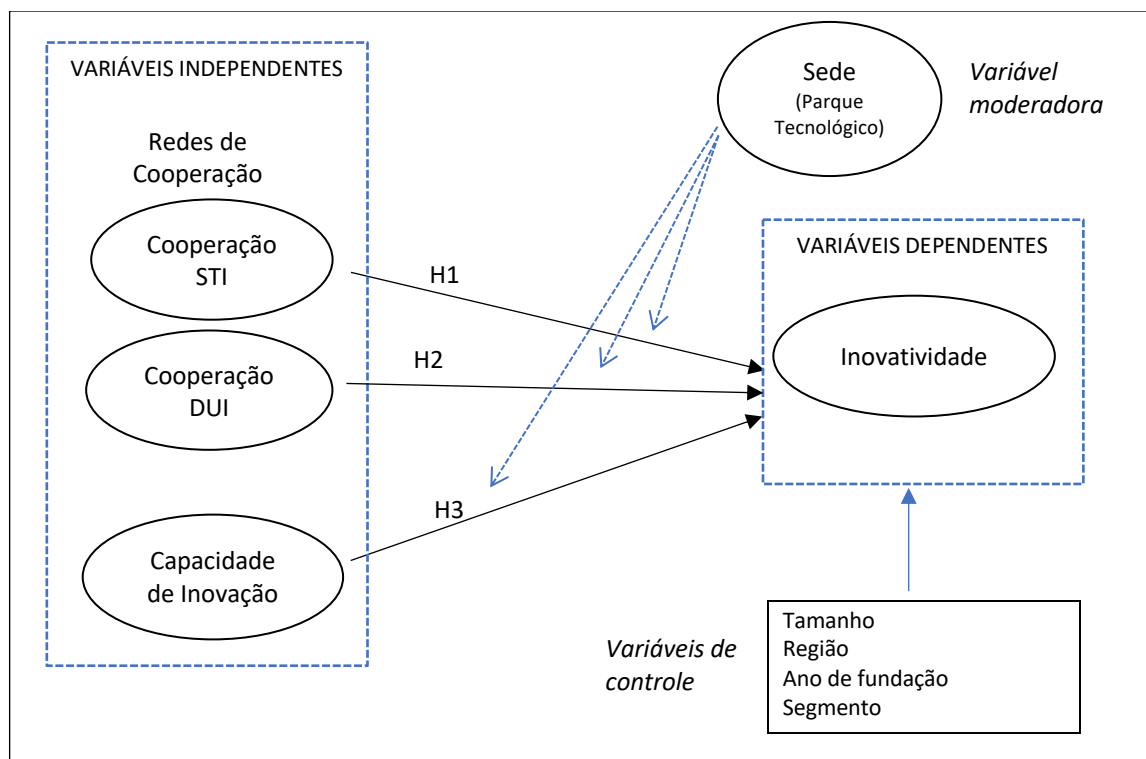 VARIÁVEIS INDEPENDENTES
Redes de
Cooperação
Cooperação
STI
Cooperação
DUI
Capacidade
de Inovação
H1
H2
H3
Sede
(Parque
Tecnológico)
Variável
moderadora
VARIÁVEIS DEPENDENTES
Inovatividade
Variáveis de
controle
Tamanho
Região
Ano de fundação
Segmento